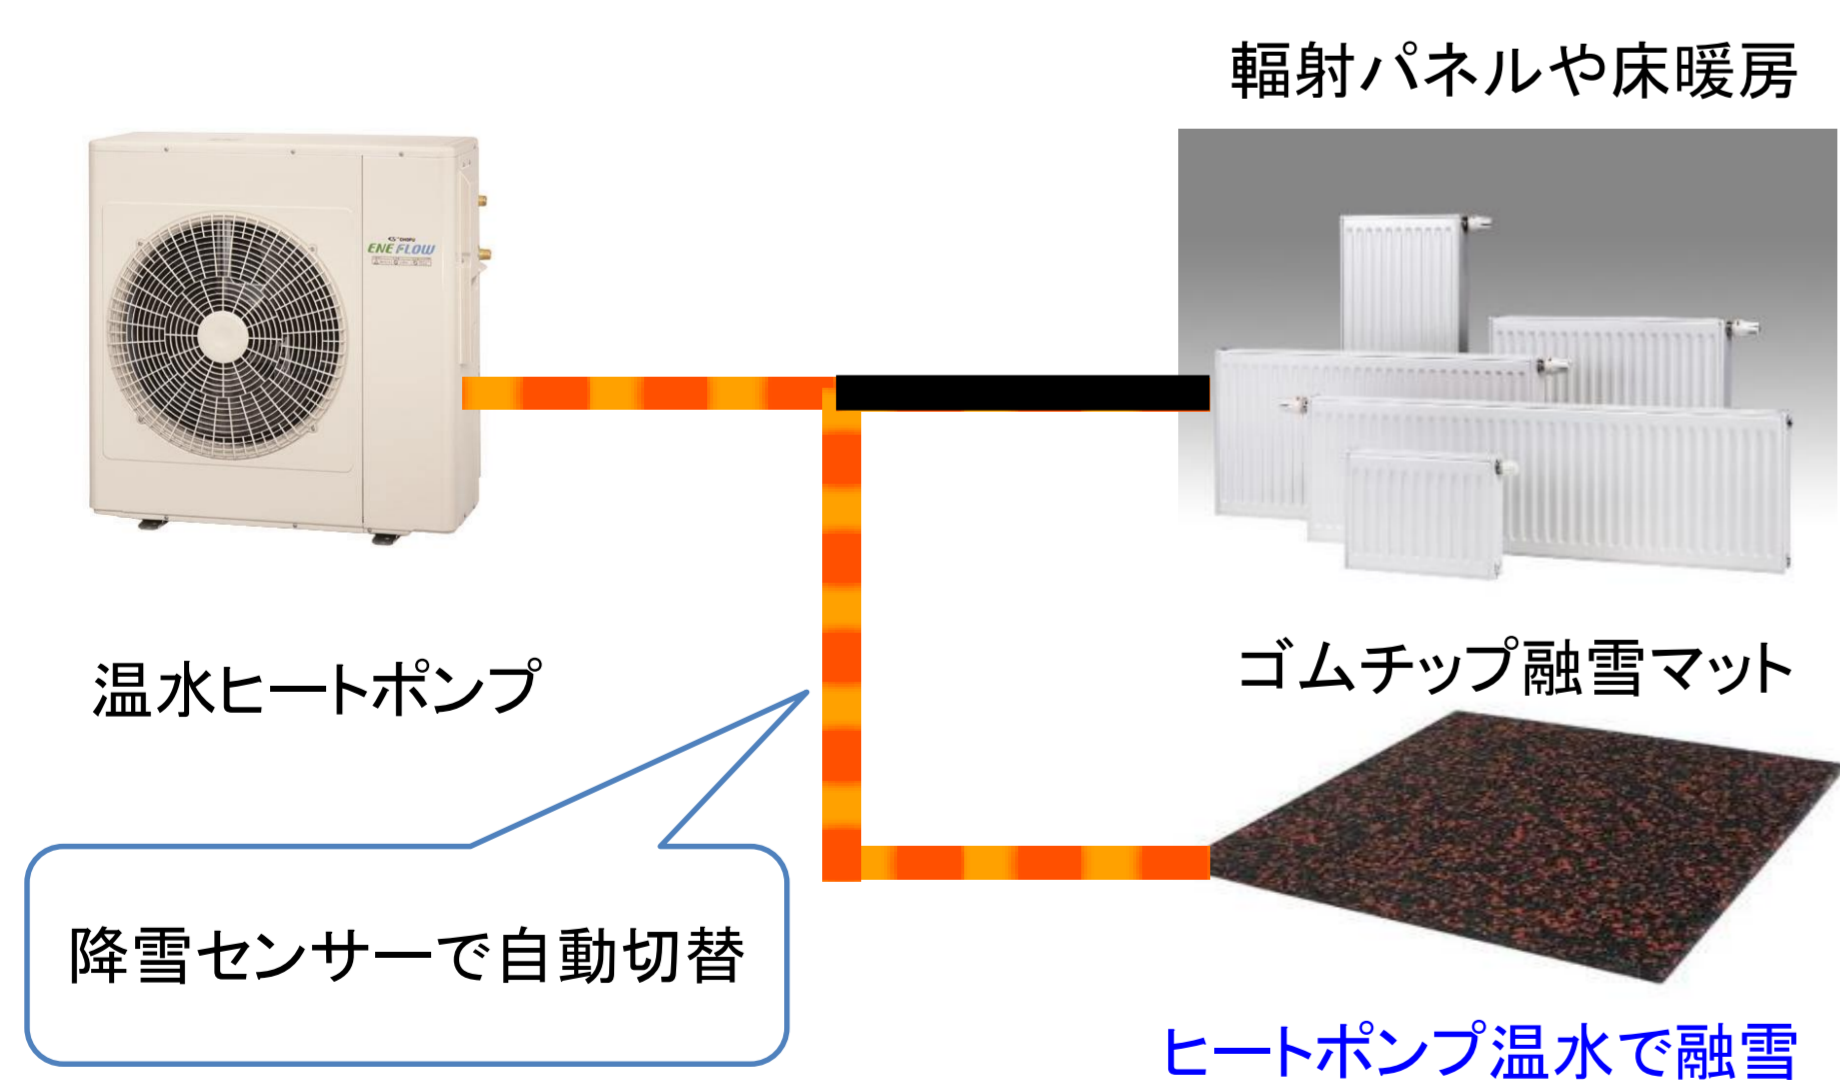 輻射パネルや床暖房
ENE FLOW
温水ヒートポンプ
ゴムチップ融雪マット
降雪センサーで自動切替
ヒートポンプ温水で融雪